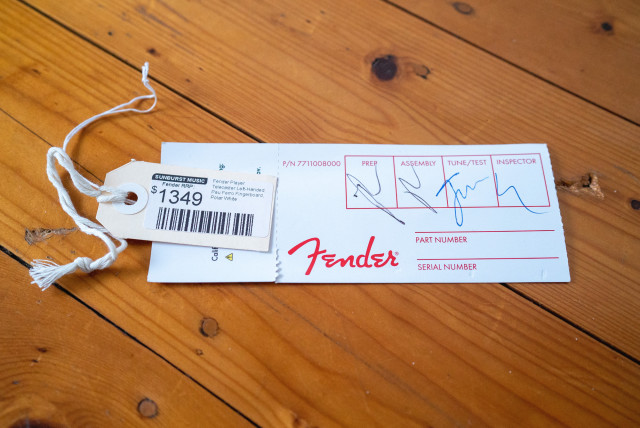 SUNBURST MUSIC
Fender RRP
$1349
Fender Player
Telecaster Left-Handed
Pau Ferro Fingerboard
Polar White
P/N 7711008000
PREP ASSEMBLY TUNE/TEST INSPECTOR
PART NUMBER
SERIAL NUMBER
Fender